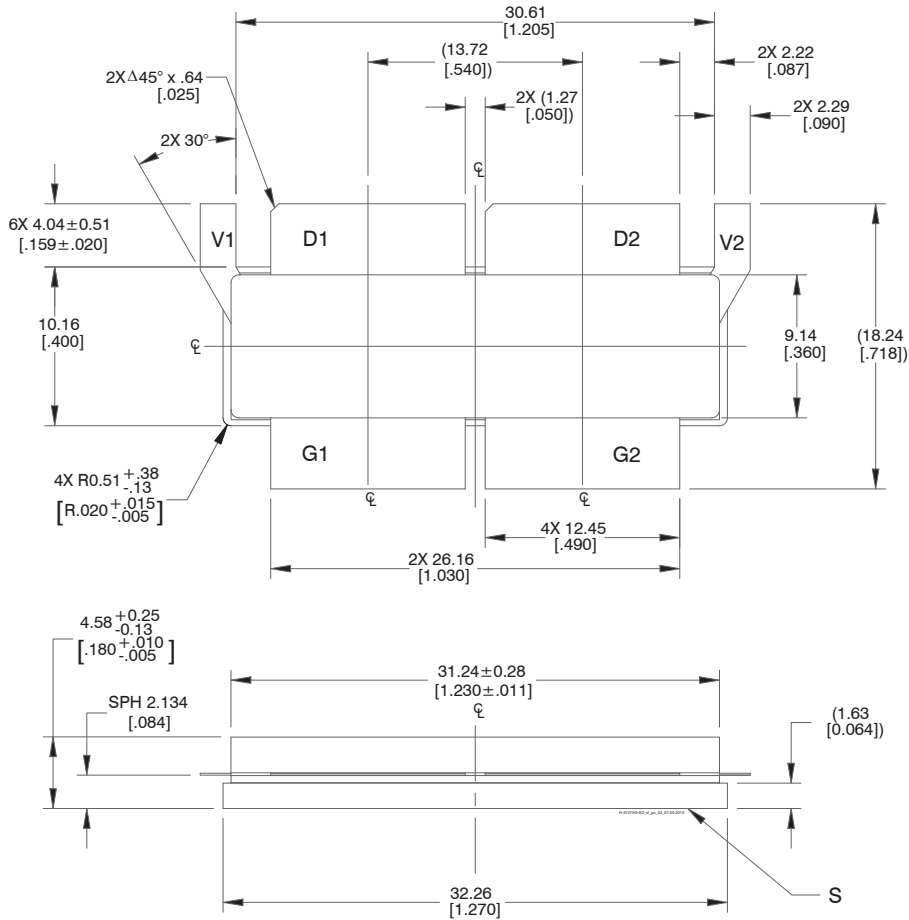 30.61
[1.205]
(13.72
[.540])
2X 2.22
[.087]
2X Δ45° x .64
[.025]
2X (1.27
[.050])
2X 2.29
[.090]
2X 30°
℄
6X 4.04±0.51
[.159±.020]
V1
D1
D2
V2
10.16
[.400]
℄
9.14
[.360]
(18.24
[.718])
4X R0.51 +.38
-.13
[R.020 +.015
-.005]
G1
G2
℄
℄
4X 12.45
[.490]
2X 26.16
[1.030]
4.58 +0.25
-0.13
[.180 +.010
-.005]
31.24±0.28
[1.230±.011]
℄
SPH 2.134
[.084]
(1.63
[0.064])
S
32.26
[1.270]